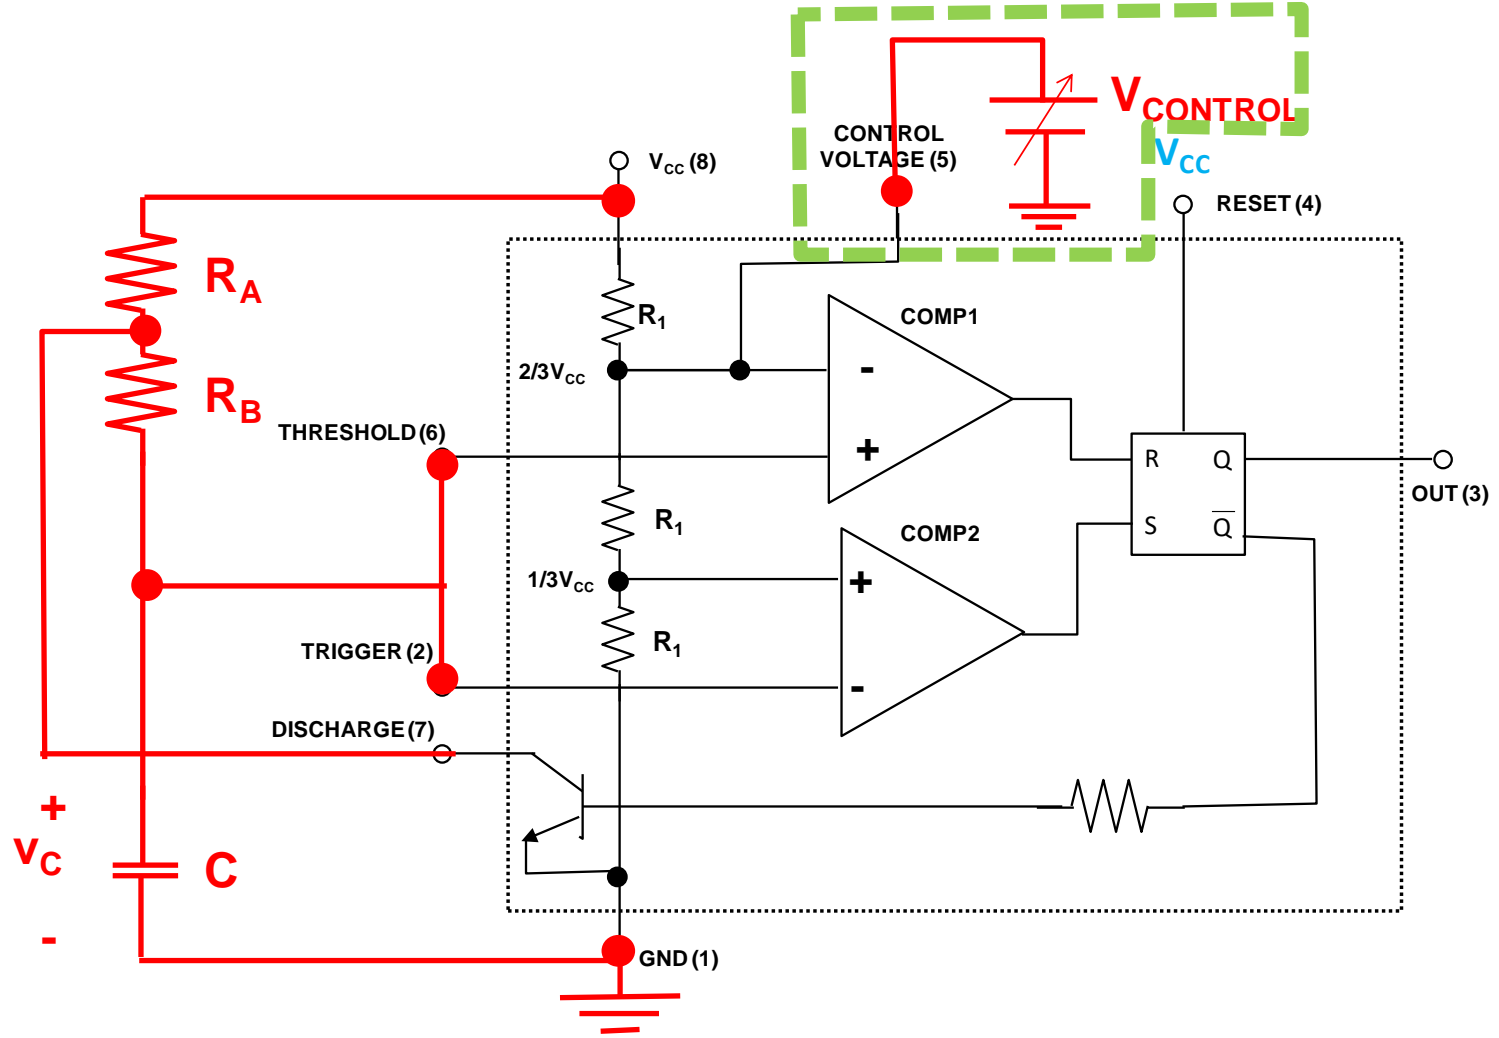 V_CONTROL
CONTROL
VOLTAGE (5)
V_CC
V_CC (8)
RESET (4)
R_A
R_1
COMP1
2/3V_CC
-
R_B
THRESHOLD (6)
+
R
Q
OUT (3)
R_1
S
Q̅
COMP2
1/3V_CC
+
R_1
TRIGGER (2)
-
DISCHARGE (7)
+
v_C
C
-
GND (1)